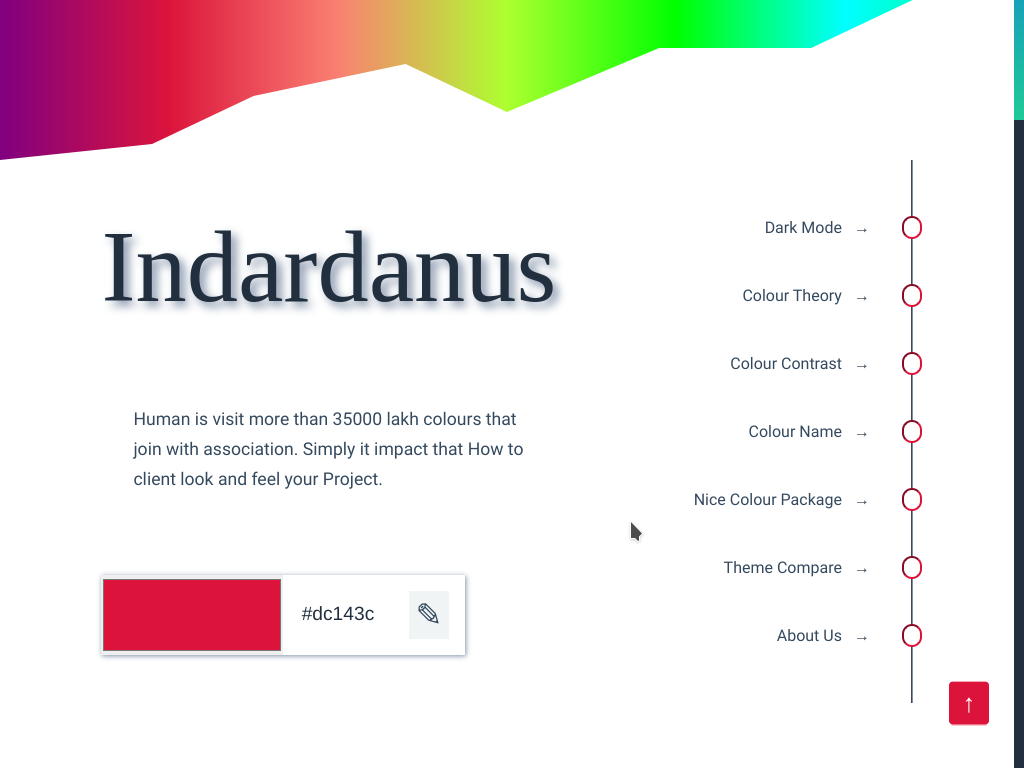 Indardanus
Human is visit more than 35000 lakh colours that
join with association. Simply it impact that How to
client look and feel your Project.
#dc143c ✎
Dark Mode →
Colour Theory →
Colour Contrast →
Colour Name →
Nice Colour Package →
Theme Compare →
About Us →
↑